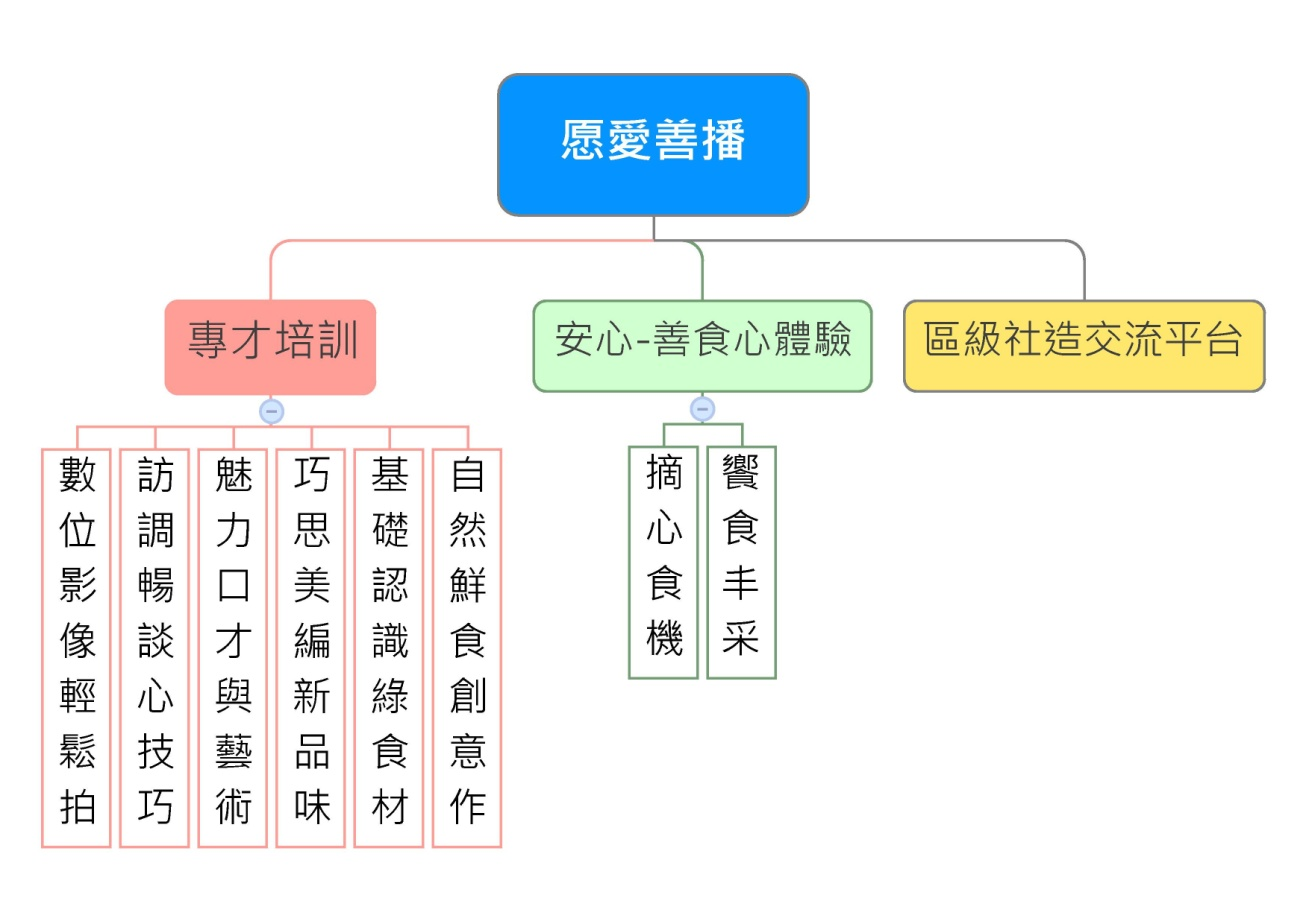 愿愛善播
專才培訓
安心-善食心體驗
區級社造交流平台
數位影像輕鬆拍
訪調暢談心技巧
魅力口才與藝術
巧思美編新品味
基礎認識綠食材
自然鮮食創意作
摘心食機
饗食丰采